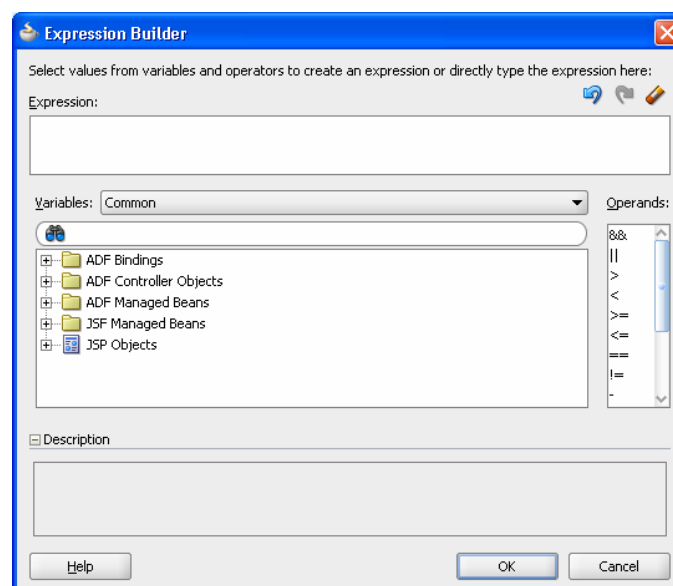 Expression Builder
Select values from variables and operators to create an expression or directly type the expression here:
Expression:
Variables: Common
Operands:
ADF Bindings
ADF Controller Objects
ADF Managed Beans
JSF Managed Beans
JSP Objects
&&
||
>
<
>=
<=
==
!=
-
Description
Help
OK
Cancel